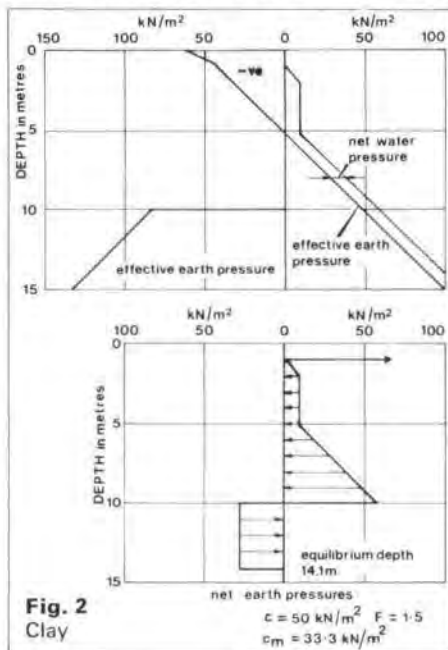 kN/m² kN/m²
150 100 50 0 50 100
0
5
10
15
DEPTH in metres
-ve
net water
pressure
effective earth
pressure
effective earth pressure
kN/m² kN/m²
100 50 0 50 100
0
5
10
15
DEPTH in metres
equilibrium depth
14.1m
net earth pressures
Fig. 2
Clay
c = 50 kN/m² F = 1·5
cm = 33·3 kN/m²